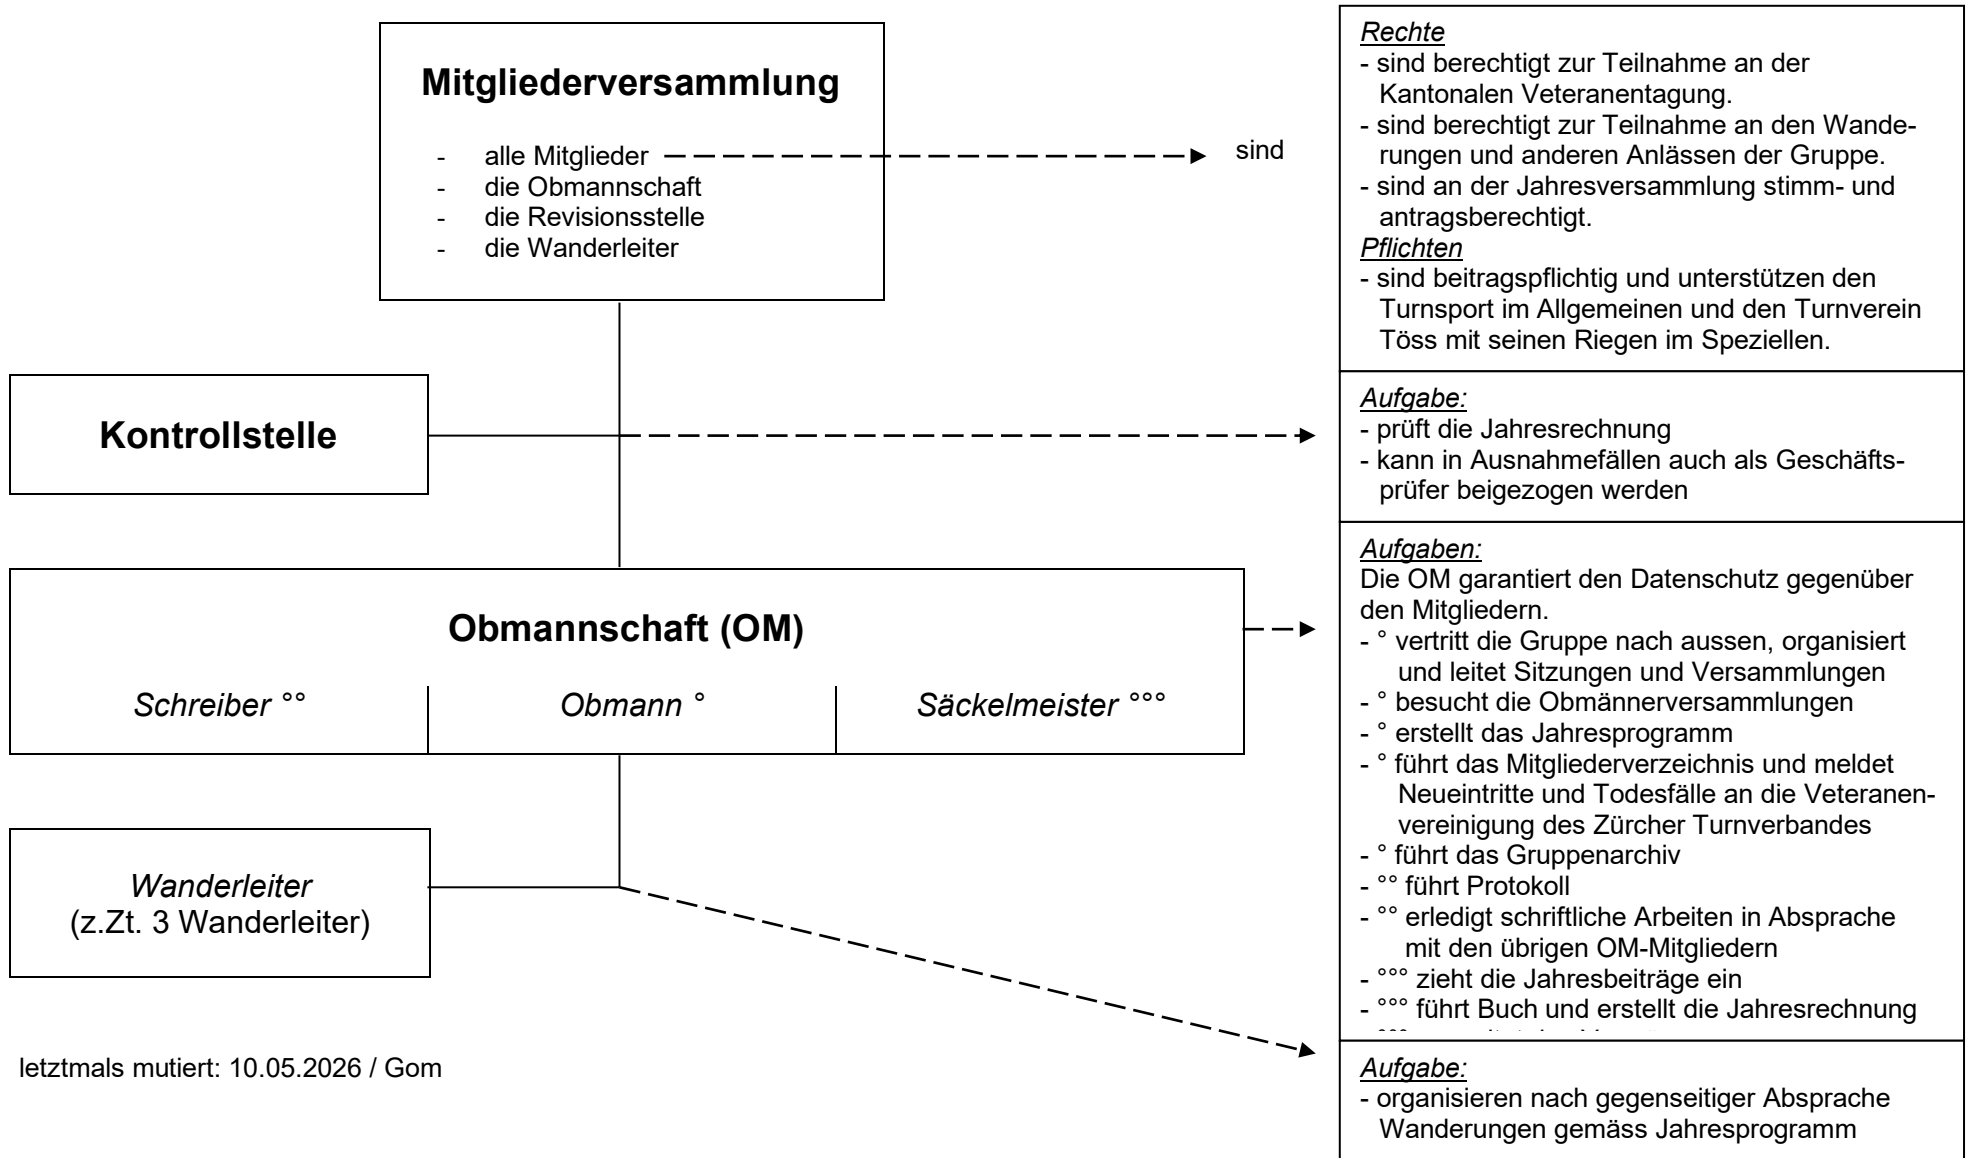 Mitgliederversammlung
- alle Mitglieder
- die Obmannschaft
- die Revisionsstelle
- die Wanderleiter
sind
Rechte
- sind berechtigt zur Teilnahme an der
Kantonalen Veteranentagung.
- sind berechtigt zur Teilnahme an den Wande-
rungen und anderen Anlässen der Gruppe.
- sind an der Jahresversammlung stimm- und
antragsberechtigt.
Pflichten
- sind beitragspflichtig und unterstützen den
Turnsport im Allgemeinen und den Turnverein
Töss mit seinen Riegen im Speziellen.
Kontrollstelle
Aufgabe:
- prüft die Jahresrechnung
- kann in Ausnahmefällen auch als Geschäfts-
prüfer beigezogen werden
Obmannschaft (OM)
Schreiber °°
Obmann °
Säckelmeister °°°
Aufgaben:
Die OM garantiert den Datenschutz gegenüber
den Mitgliedern.
- ° vertritt die Gruppe nach aussen, organisiert
und leitet Sitzungen und Versammlungen
- ° besucht die Obmännerversammlungen
- ° erstellt das Jahresprogramm
- ° führt das Mitgliederverzeichnis und meldet
Neueintritte und Todesfälle an die Veteranen-
vereinigung des Zürcher Turnverbandes
- ° führt das Gruppenarchiv
- °° führt Protokoll
- °° erledigt schriftliche Arbeiten in Absprache
mit den übrigen OM-Mitgliedern
- °°° zieht die Jahresbeiträge ein
- °°° führt Buch und erstellt die Jahresrechnung
Wanderleiter
(z.Zt. 3 Wanderleiter)
Aufgabe:
- organisieren nach gegenseitiger Absprache
Wanderungen gemäss Jahresprogramm
letztmals mutiert: 10.05.2026 / Gom